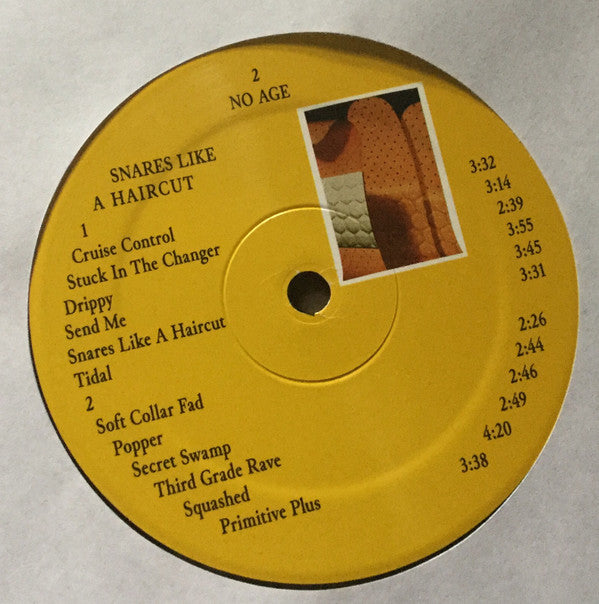 2
NO AGE
SNARES LIKE
A HAIRCUT
1
Cruise Control 3:32
Stuck In The Changer 3:14
Drippy 2:39
Send Me 3:55
Snares Like A Haircut 3:45
Tidal 3:31
2
Soft Collar Fad 2:26
Popper 2:44
Secret Swamp 2:46
Third Grade Rave 2:49
Squashed 4:20
Primitive Plus 3:38